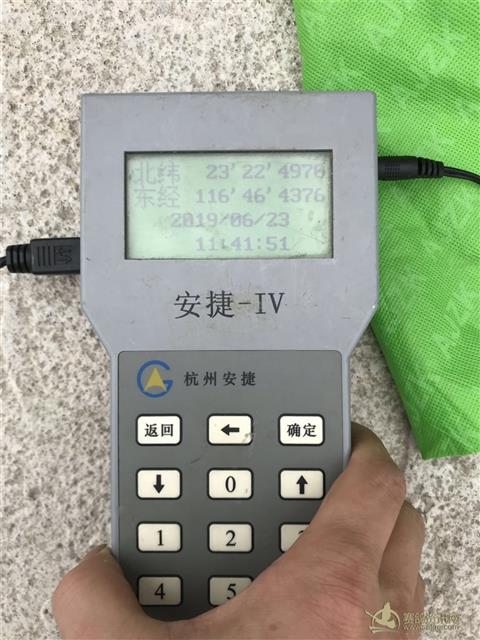 北纬 23'22'4976
东经 116'46'4376
2019/06/23
11:41:51
安捷-IV
杭州安捷
返回 ← 确定
↓ 0 ↑
1 2
4 5